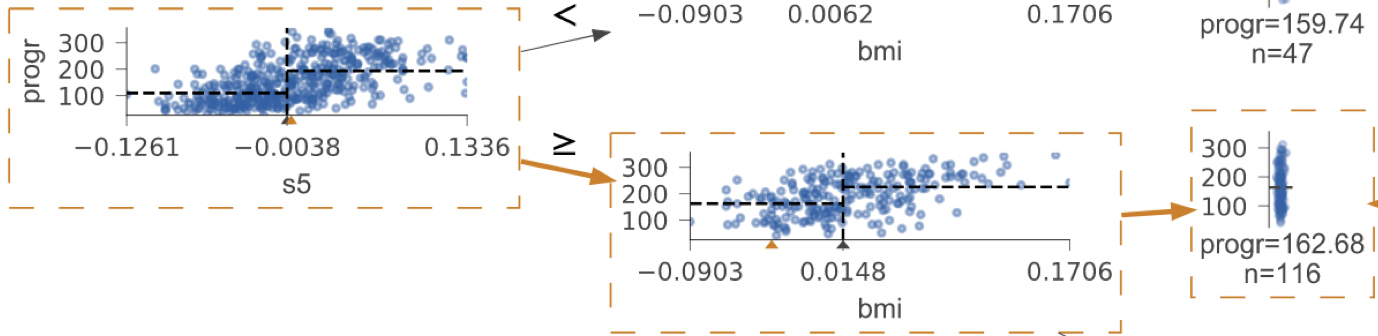 progr
300
200
100
−0.1261
−0.0038
0.1336
s5
<
≥
−0.0903
0.0062
0.1706
bmi
progr=159.74
n=47
300
200
100
−0.0903
0.0148
0.1706
bmi
300
200
100
progr=162.68
n=116